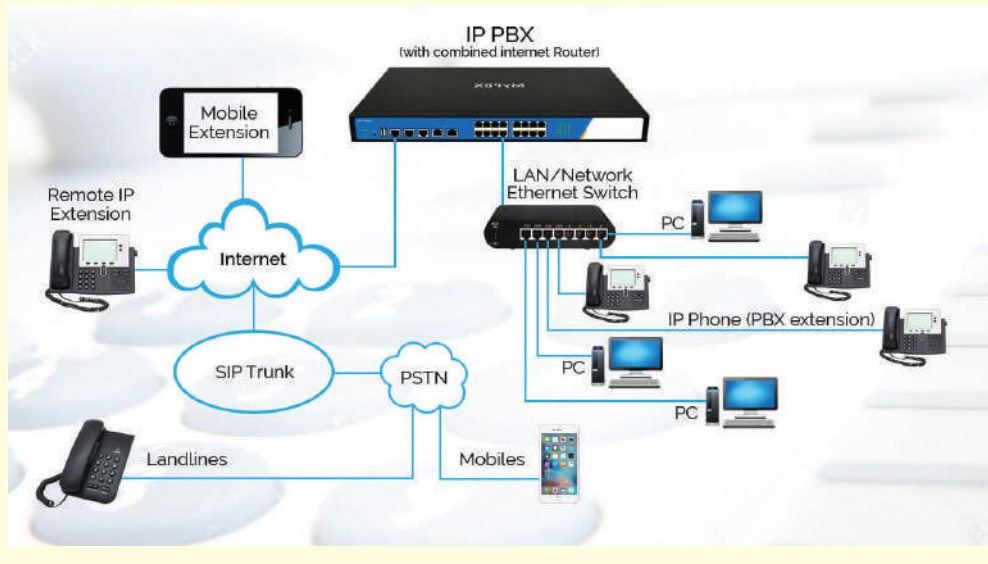 IP PBX
(with combined internet Router)
MyPBX
Mobile
Extension
LAN/Network
Ethernet Switch
Remote IP
Extension
PC
Internet
IP Phone (PBX extension)
SIP Trunk
PSTN
PC
PC
Landlines
Mobiles